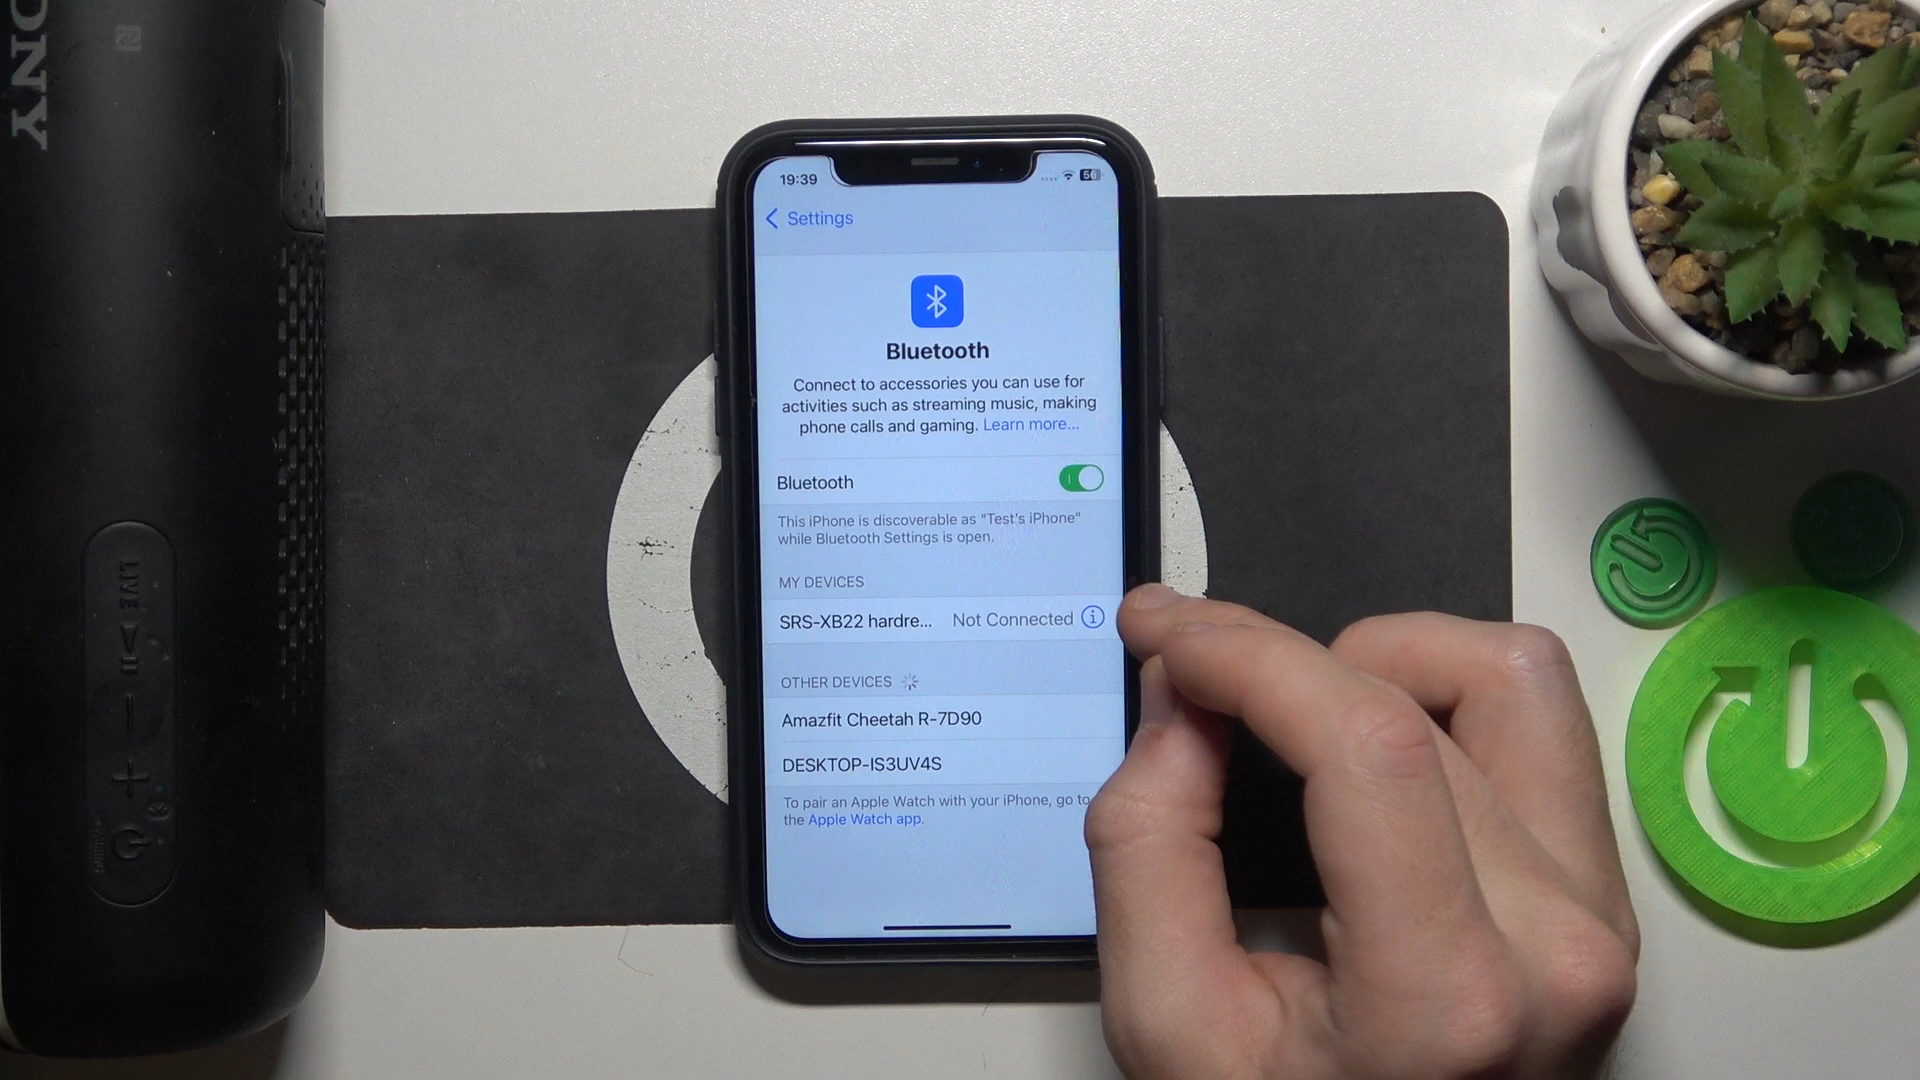 SONY
LIVE
19:39
56
Settings
Bluetooth
Connect to accessories you can use for
activities such as streaming music, making
phone calls and gaming. Learn more...
Bluetooth
This iPhone is discoverable as “Test's iPhone”
while Bluetooth Settings is open.
MY DEVICES
SRS-XB22 hardre... Not Connected
OTHER DEVICES
Amazfit Cheetah R-7D90
DESKTOP-IS3UV4S
To pair an Apple Watch with your iPhone, go to
the Apple Watch app.